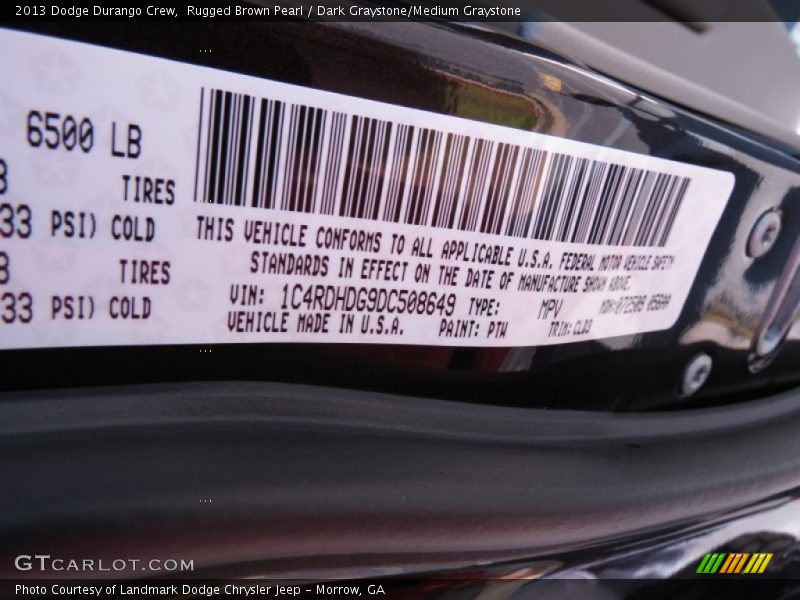 2013 Dodge Durango Crew, Rugged Brown Pearl / Dark Graystone/Medium Graystone
6500 LB
TIRES
33 PSI) COLD
TIRES
33 PSI) COLD
THIS VEHICLE CONFORMS TO ALL APPLICABLE U.S.A. FEDERAL MOTOR VEHICLE SAFETY
STANDARDS IN EFFECT ON THE DATE OF MANUFACTURE SHOWN ABOVE.
VIN: 1C4RDHDG9DC508649 TYPE: MPV
VEHICLE MADE IN U.S.A. PAINT: PTW TRIM:
GTCARLOT.COM
Photo Courtesy of Landmark Dodge Chrysler Jeep - Morrow, GA